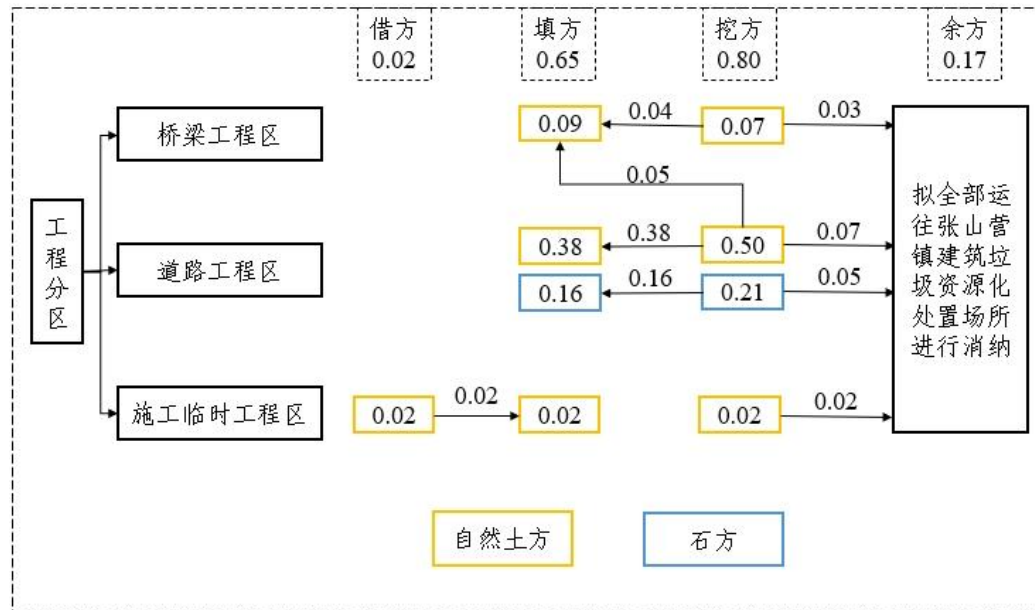 借方
0.02
填方
0.65
挖方
0.80
余方
0.17
桥梁工程区
0.09
0.04
0.07
0.03
0.05
工程分区
道路工程区
0.38
0.38
0.50
0.07
0.16
0.16
0.21
0.05
拟全部运
往张山营
镇建筑垃
圾资源化
处置场所
进行消纳
施工临时工程区
0.02
0.02
0.02
0.02
0.02
自然土方
石方